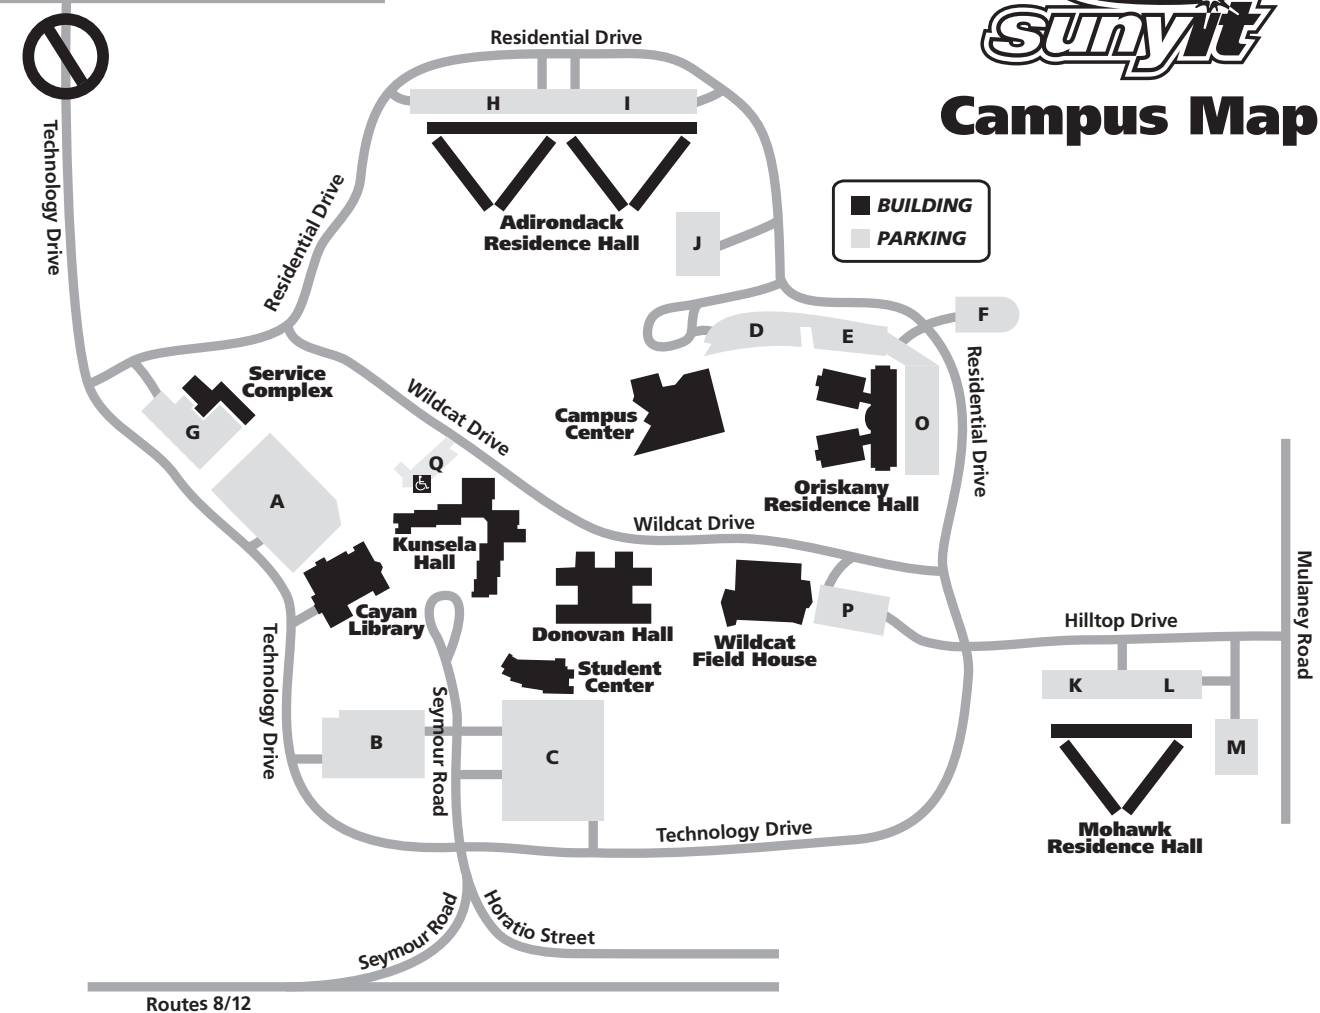 sunyit
Campus Map
Residential Drive
H
I
Technology Drive
Residential Drive
Adirondack
Residence Hall
J
BUILDING
PARKING
F
D
E
Residential Drive
Service
Complex
Wildcat Drive
Campus
Center
G
O
Q
A
Oriskany
Residence Hall
Wildcat Drive
Kunsela
Hall
Mulaney Road
Cayan
Library
Donovan Hall
P
Wildcat
Field House
Hilltop Drive
Technology Drive
Student
Center
Seymour Road
K
L
B
C
M
Technology Drive
Mohawk
Residence Hall
Seymour Road
Horatio Street
Routes 8/12